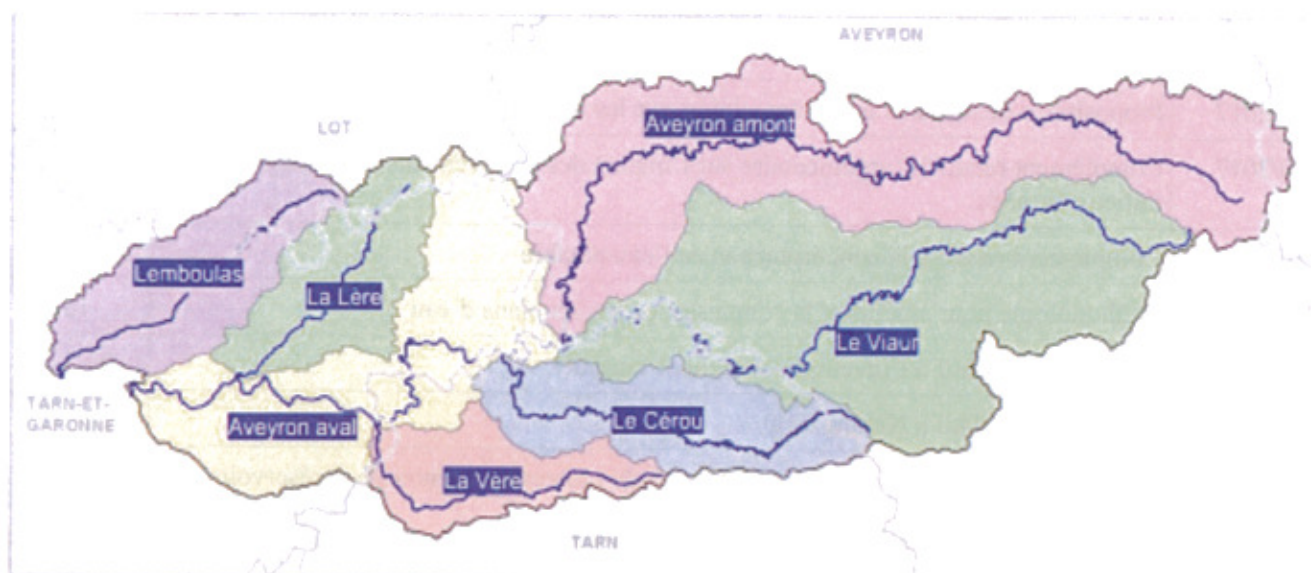 AVEYRON
Aveyron amont
LOT
Lemboulas
La Lère
Le Viaur
TARN-ET-
GARONNE
Aveyron aval
Le Cérou
La Vère
TARN